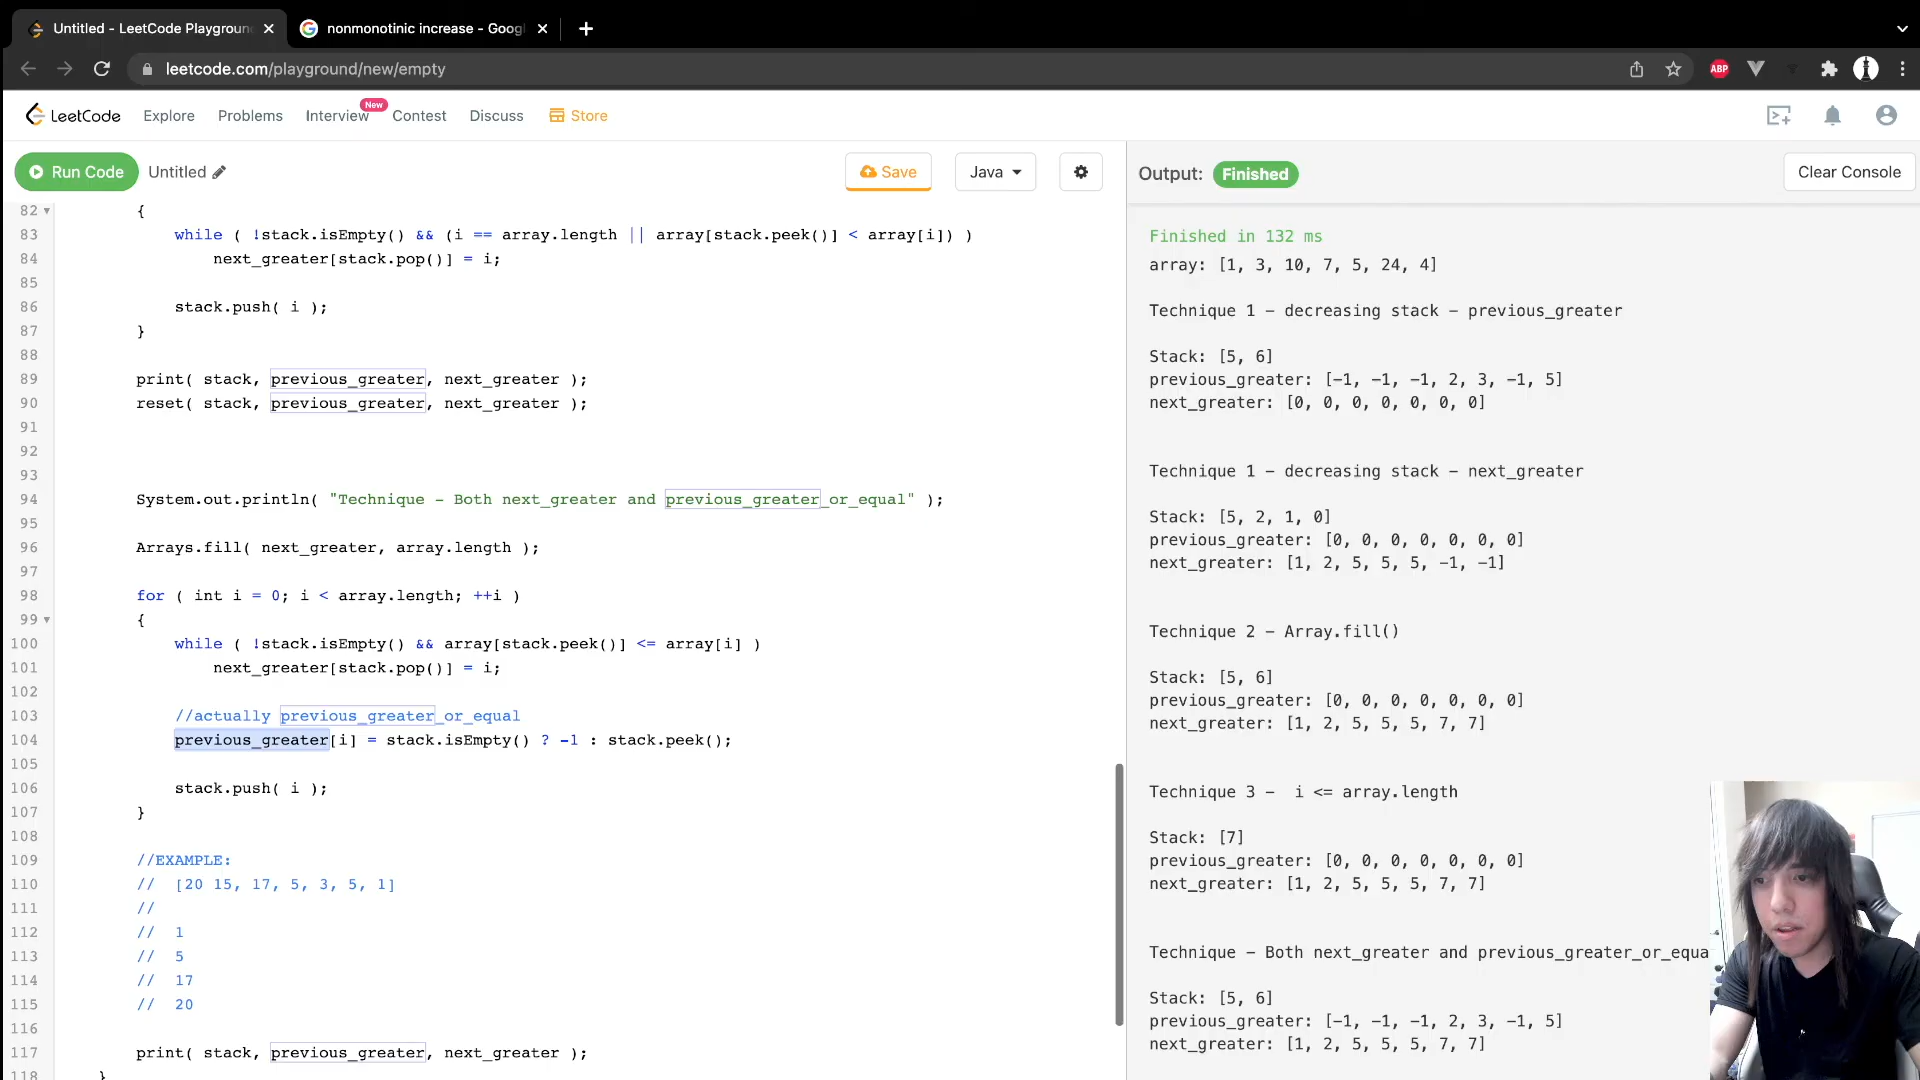 Untitled - LeetCode Playground
nonmonotinic increase - Goog
leetcode.com/playground/new/empty
ABP
LeetCode
Explore
Problems
Interview
New
Contest
Discuss
Store
Run Code
Untitled
Save
Java
Output: Finished
Clear Console
82 {
83 while ( !stack.isEmpty() && (i == array.length || array[stack.peek()] < array[i]) )
84 next_greater[stack.pop()] = i;
85
86 stack.push( i );
87 }
88
89 print( stack, previous_greater, next_greater );
90 reset( stack, previous_greater, next_greater );
91
92
93
94 System.out.println( "Technique - Both next_greater and previous_greater_or_equal" );
95
96 Arrays.fill( next_greater, array.length );
97
98 for ( int i = 0; i < array.length; ++i )
99 {
100 while ( !stack.isEmpty() && array[stack.peek()] <= array[i] )
101 next_greater[stack.pop()] = i;
102
103 //actually previous_greater_or_equal
104 previous_greater[i] = stack.isEmpty() ? -1 : stack.peek();
105
106 stack.push( i );
107 }
108
109 //EXAMPLE:
110 // [20 15, 17, 5, 3, 5, 1]
111 //
112 // 1
113 // 5
114 // 17
115 // 20
116
117 print( stack, previous_greater, next_greater );
118 }
Finished in 132 ms
array: [1, 3, 10, 7, 5, 24, 4]
Technique 1 - decreasing stack - previous_greater
Stack: [5, 6]
previous_greater: [-1, -1, -1, 2, 3, -1, 5]
next_greater: [0, 0, 0, 0, 0, 0, 0]
Technique 1 - decreasing stack - next_greater
Stack: [5, 2, 1, 0]
previous_greater: [0, 0, 0, 0, 0, 0, 0]
next_greater: [1, 2, 5, 5, 5, -1, -1]
Technique 2 - Array.fill()
Stack: [5, 6]
previous_greater: [0, 0, 0, 0, 0, 0, 0]
next_greater: [1, 2, 5, 5, 5, 7, 7]
Technique 3 -  i <= array.length
Stack: [7]
previous_greater: [0, 0, 0, 0, 0, 0, 0]
next_greater: [1, 2, 5, 5, 5, 7, 7]
Technique - Both next_greater and previous_greater_or_equa
Stack: [5, 6]
previous_greater: [-1, -1, -1, 2, 3, -1, 5]
next_greater: [1, 2, 5, 5, 5, 7, 7]